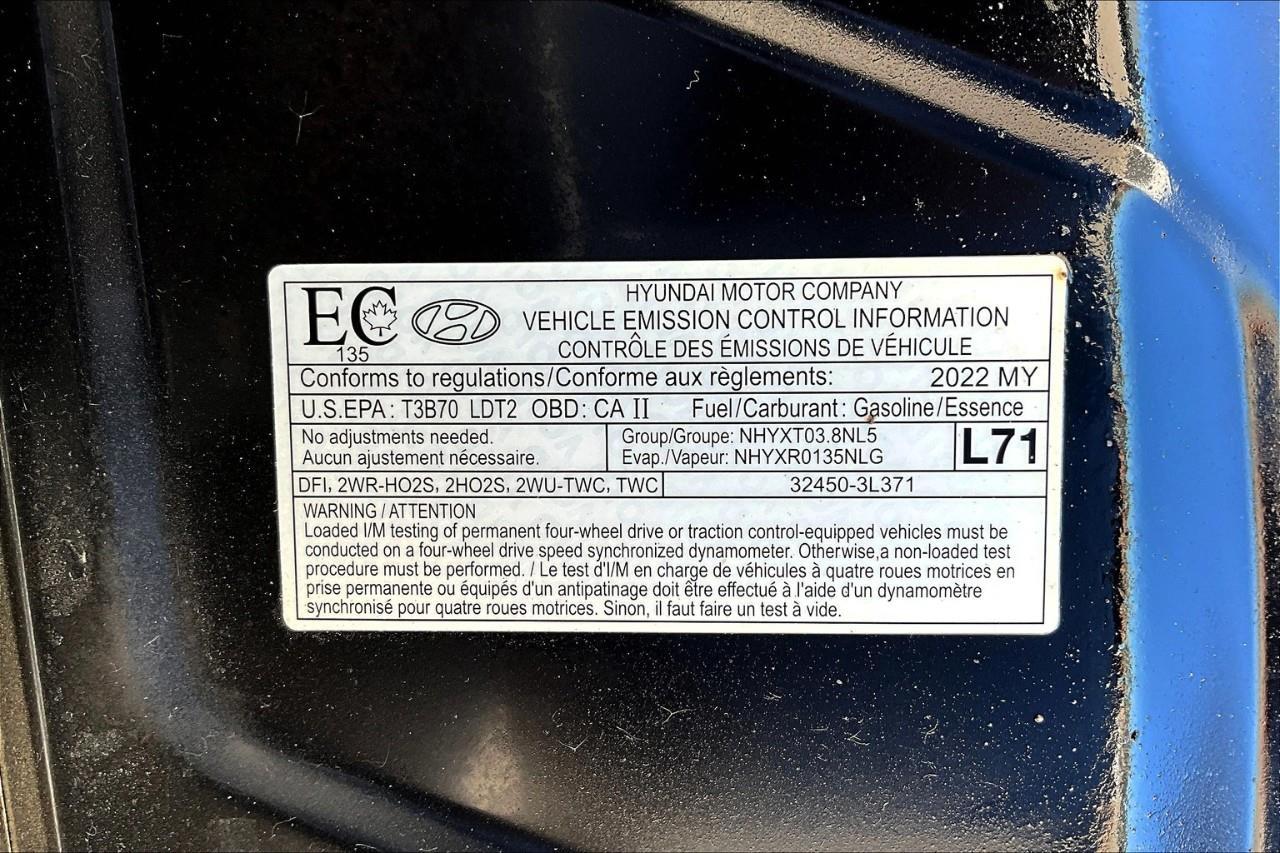 EC
135
HYUNDAI MOTOR COMPANY
VEHICLE EMISSION CONTROL INFORMATION
CONTRÔLE DES ÉMISSIONS DE VÉHICULE
Conforms to regulations/Conforme aux règlements: 2022 MY
U.S.EPA: T3B70 LDT2 OBD: CA II Fuel/Carburant: Gasoline/Essence
No adjustments needed.
Aucun ajustement nécessaire.
Group/Groupe: NHYXT03.8NL5
Evap./Vapeur: NHYXR0135NLG
L71
DFI, 2WR-HO2S, 2HO2S, 2WU-TWC, TWC 32450-3L371
WARNING / ATTENTION
Loaded I/M testing of permanent four-wheel drive or traction control-equipped vehicles must be
conducted on a four-wheel drive speed synchronized dynamometer. Otherwise,a non-loaded test
procedure must be performed. / Le test d'I/M en charge de véhicules à quatre roues motrices en
prise permanente ou équipés d'un antipatinage doit être effectué à l'aide d'un dynamomètre
synchronisé pour quatre roues motrices. Sinon, il faut faire un test à vide.